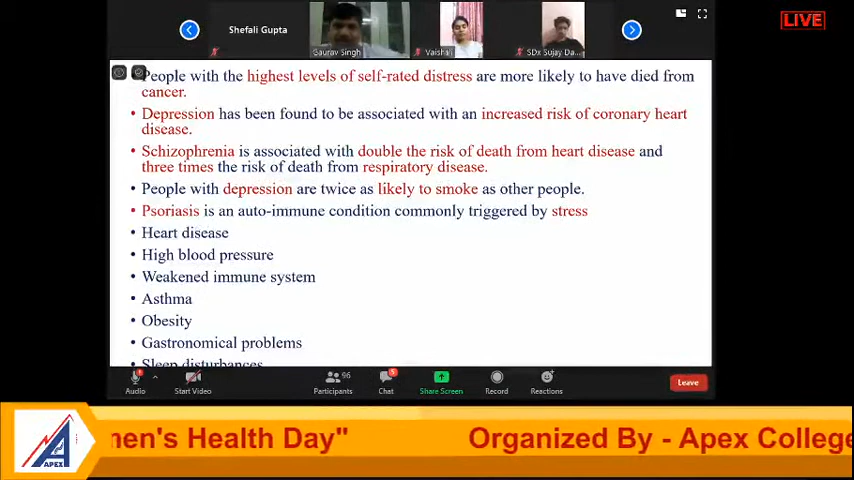 Shefali Gupta
Gaurav Singh
Vaishali
SDx Sujay Da...
LIVE
People with the highest levels of self-rated distress are more likely to have died from
cancer.
• Depression has been found to be associated with an increased risk of coronary heart
disease.
• Schizophrenia is associated with double the risk of death from heart disease and
three times the risk of death from respiratory disease.
• People with depression are twice as likely to smoke as other people.
• Psoriasis is an auto-immune condition commonly triggered by stress
• Heart disease
• High blood pressure
• Weakened immune system
• Asthma
• Obesity
• Gastronomical problems
• Sleep disturbances
Audio
Start Video
96
Participants
5
Chat
Share Screen
Record
Reactions
Leave
APEX
men's Health Day" Organized By - Apex College